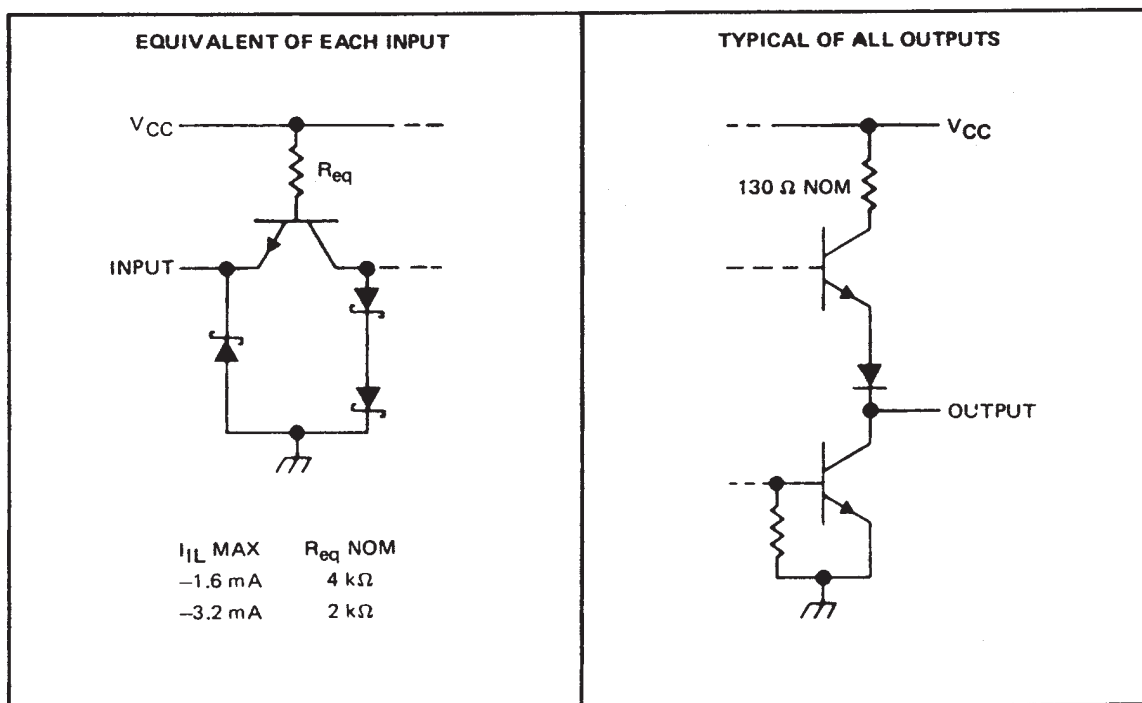 EQUIVALENT OF EACH INPUT
VCC
Req
INPUT
IIL MAX Req NOM
−1.6 mA 4 kΩ
−3.2 mA 2 kΩ
TYPICAL OF ALL OUTPUTS
VCC
130 Ω NOM
OUTPUT